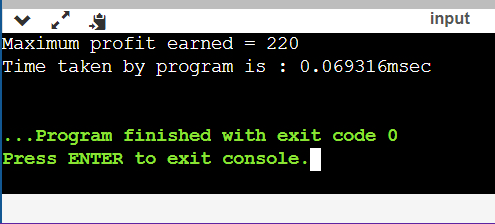 input
Maximum profit earned = 220
Time taken by program is : 0.069316msec
...Program finished with exit code 0
Press ENTER to exit console.